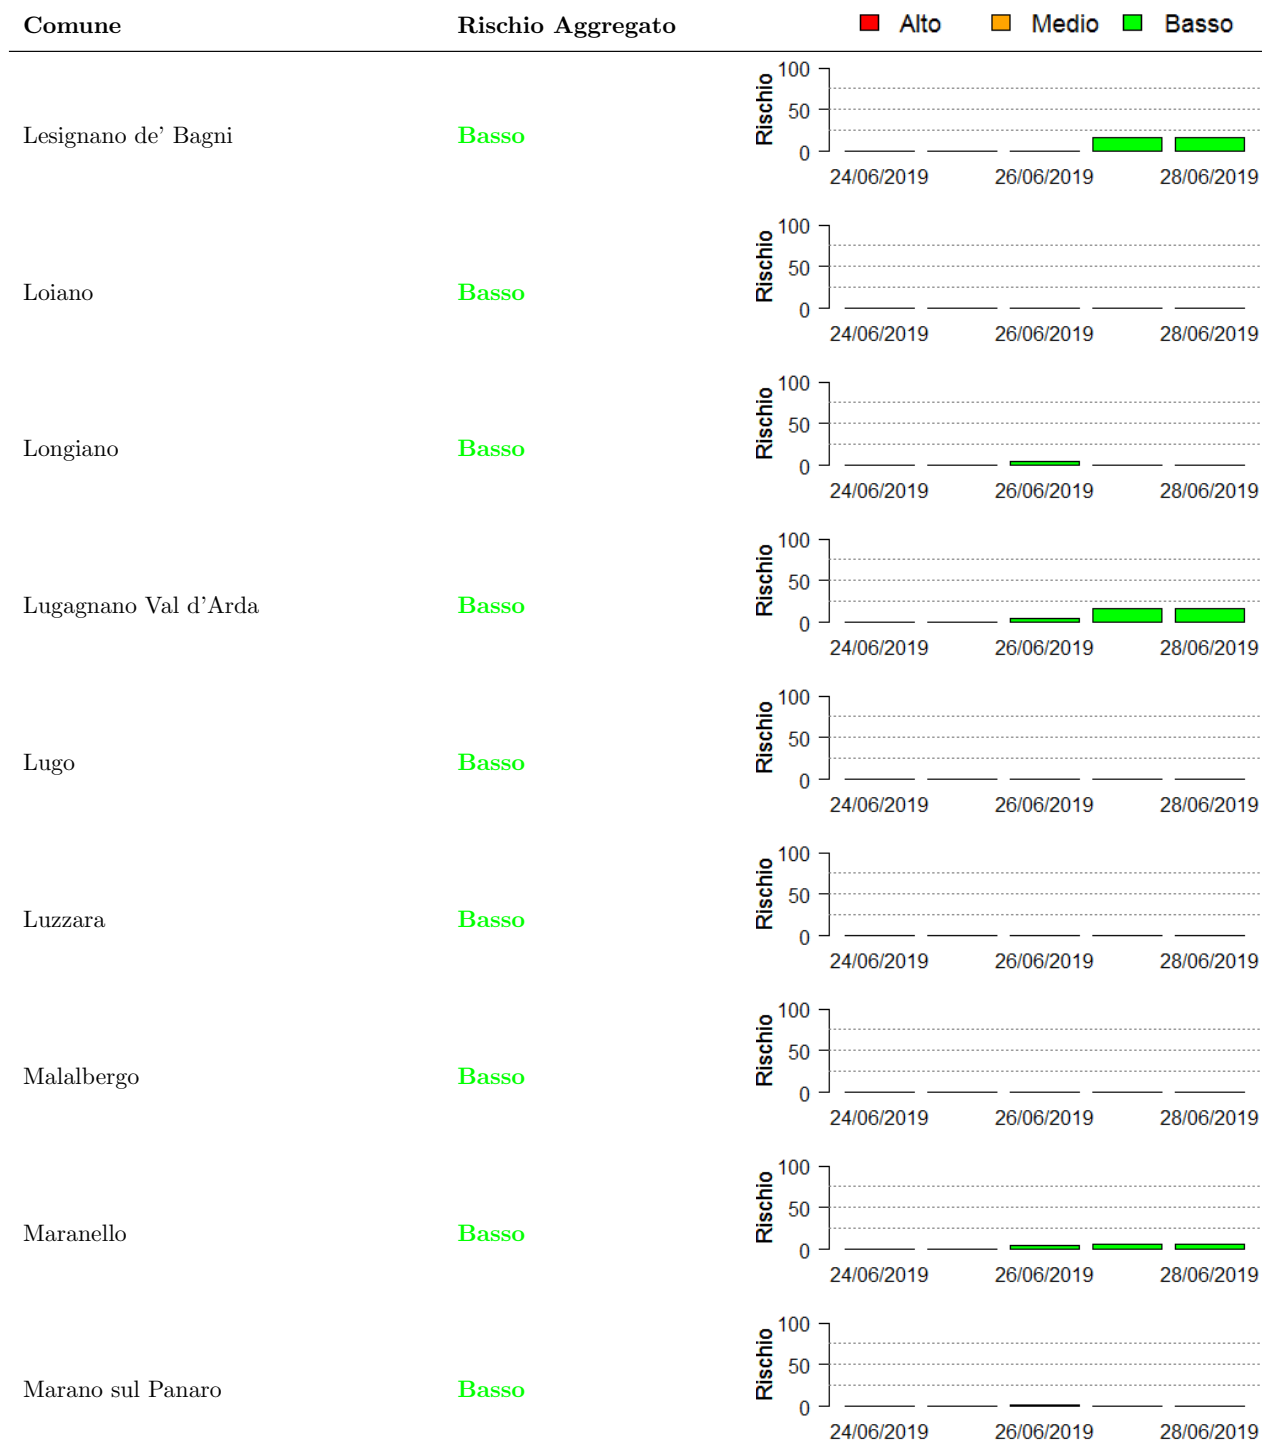 Comune Rischio Aggregato Alto Medio Basso
100
Rischio
50
Lesignano de' Bagni Basso
0
24/06/2019 26/06/2019 28/06/2019
100
Rischio
50
Loiano Basso
0
24/06/2019 26/06/2019 28/06/2019
100
Rischio
50
Longiano Basso
0
24/06/2019 26/06/2019 28/06/2019
100
Rischio
50
Lugagnano Val d'Arda Basso
0
24/06/2019 26/06/2019 28/06/2019
100
Rischio
50
Lugo Basso
0
24/06/2019 26/06/2019 28/06/2019
100
Rischio
50
Luzzara Basso
0
24/06/2019 26/06/2019 28/06/2019
100
Rischio
50
Malalbergo Basso
0
24/06/2019 26/06/2019 28/06/2019
100
Rischio
50
Maranello Basso
0
24/06/2019 26/06/2019 28/06/2019
100
Rischio
50
Marano sul Panaro Basso
0
24/06/2019 26/06/2019 28/06/2019